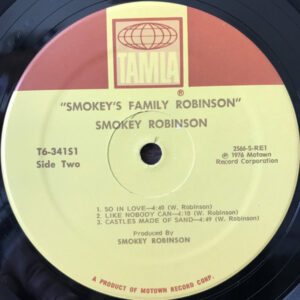 TAMLA
®
"SMOKEY'S FAMILY ROBINSON"
SMOKEY ROBINSON
T6-341S1
Side Two
2566-S-RE1
℗ 1976 Motown
Record Corporation
1. SO IN LOVE—4:40 (W. Robinson)
2. LIKE NOBODY CAN—4:10 (W. Robinson)
3. CASTLES MADE OF SAND—4:49 (W. Robinson)
Produced By
SMOKEY ROBINSON
A PRODUCT OF MOTOWN RECORD CORP.